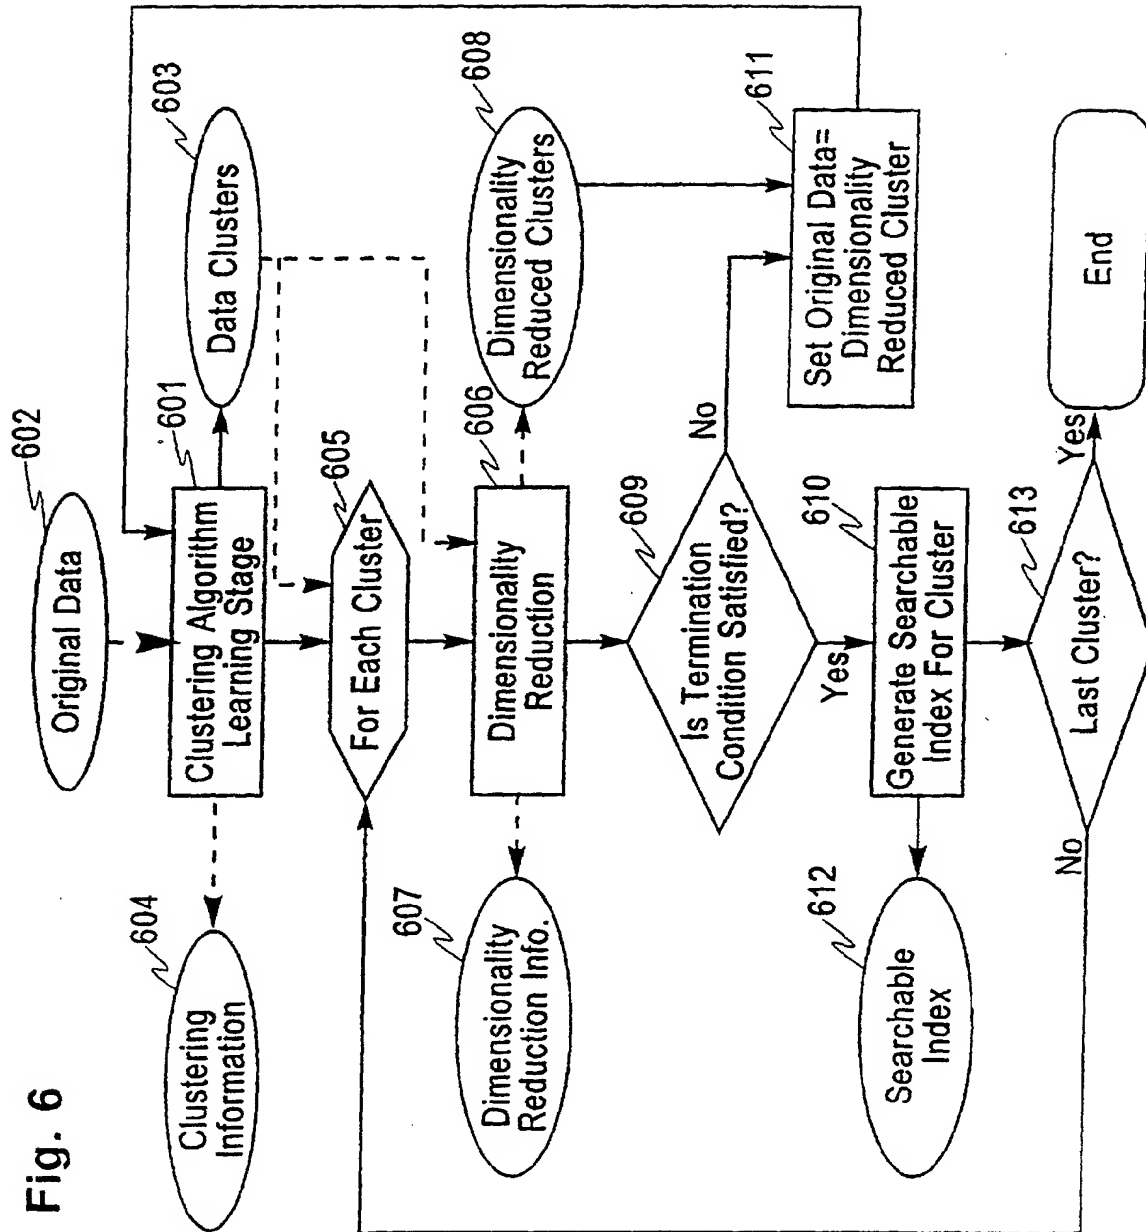 Fig. 6
602
Original Data
601
Clustering Algorithm
Learning Stage
603
Data Clusters
604
Clustering
Information
605
For Each Cluster
606
Dimensionality
Reduction
607
Dimensionality
Reduction Info.
608
Dimensionality
Reduced Clusters
609
Is Termination
Condition Satisfied?
No
Yes
611
Set Original Data=
Dimensionality
Reduced Cluster
610
Generate Searchable
Index For Cluster
612
Searchable
Index
613
Last Cluster?
No
Yes
End